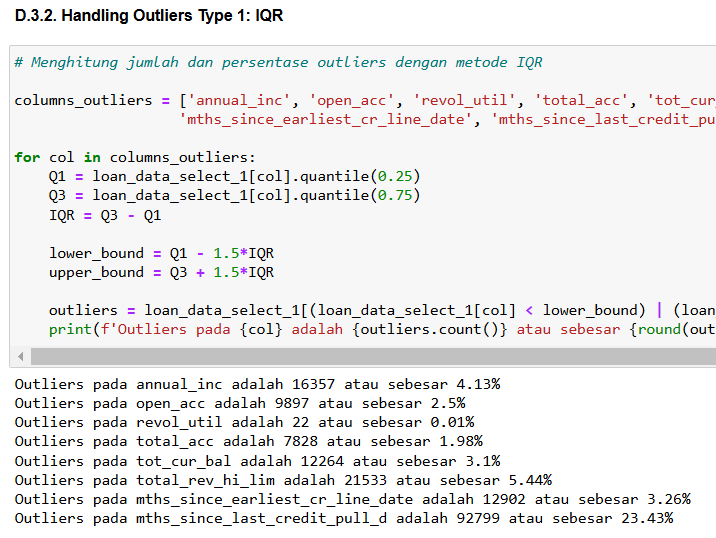 D.3.2. Handling Outliers Type 1: IQR
# Menghitung jumlah dan persentase outliers dengan metode IQR
columns_outliers = ['annual_inc', 'open_acc', 'revol_util', 'total_acc', 'tot_cur_
'mths_since_earliest_cr_line_date', 'mths_since_last_credit_pu
for col in columns_outliers:
Q1 = loan_data_select_1[col].quantile(0.25)
Q3 = loan_data_select_1[col].quantile(0.75)
IQR = Q3 - Q1
lower_bound = Q1 - 1.5*IQR
upper_bound = Q3 + 1.5*IQR
outliers = loan_data_select_1[(loan_data_select_1[col] < lower_bound) | (loan
print(f'Outliers pada {col} adalah {outliers.count()} atau sebesar {round(out
Outliers pada annual_inc adalah 16357 atau sebesar 4.13%
Outliers pada open_acc adalah 9897 atau sebesar 2.5%
Outliers pada revol_util adalah 22 atau sebesar 0.01%
Outliers pada total_acc adalah 7828 atau sebesar 1.98%
Outliers pada tot_cur_bal adalah 12264 atau sebesar 3.1%
Outliers pada total_rev_hi_lim adalah 21533 atau sebesar 5.44%
Outliers pada mths_since_earliest_cr_line_date adalah 12902 atau sebesar 3.26%
Outliers pada mths_since_last_credit_pull_d adalah 92799 atau sebesar 23.43%